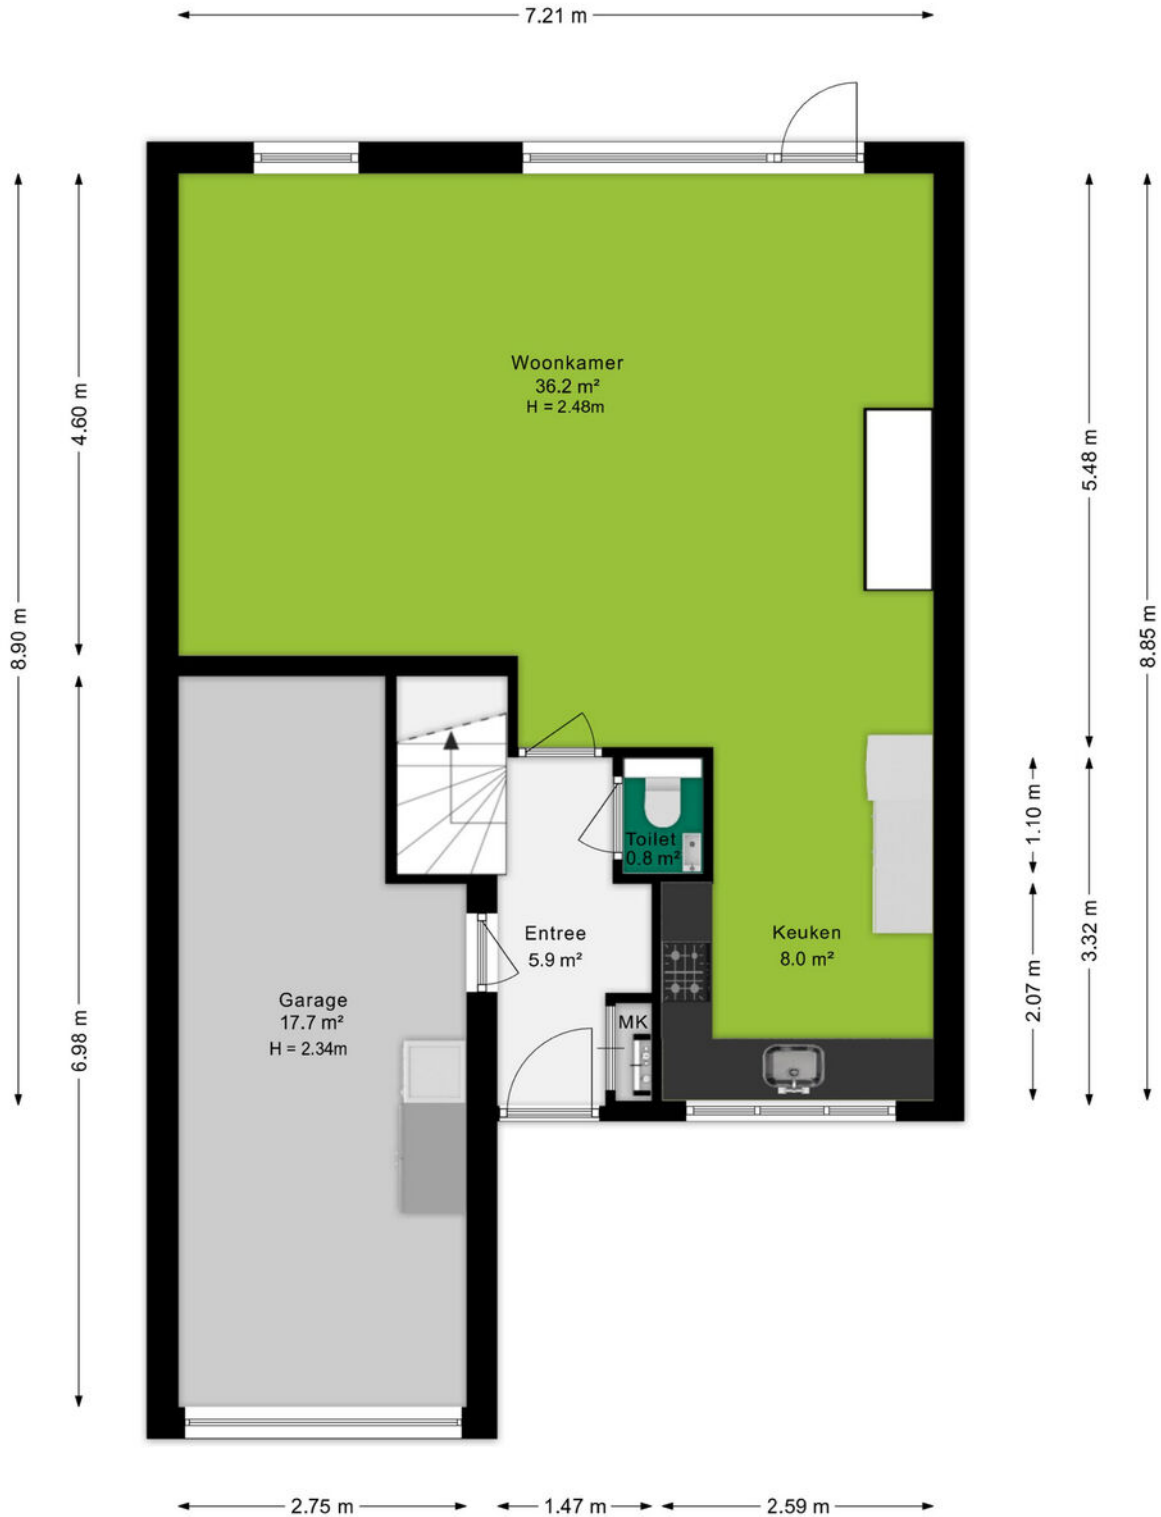 7.21 m
Woonkamer
36.2 m²
H = 2.48m
4.60 m
8.90 m
5.48 m
8.85 m
1.10 m
Toilet
0.8 m²
3.32 m
Entree
5.9 m²
Keuken
8.0 m²
2.07 m
Garage
17.7 m²
H = 2.34m
MK
6.98 m
2.75 m
1.47 m
2.59 m